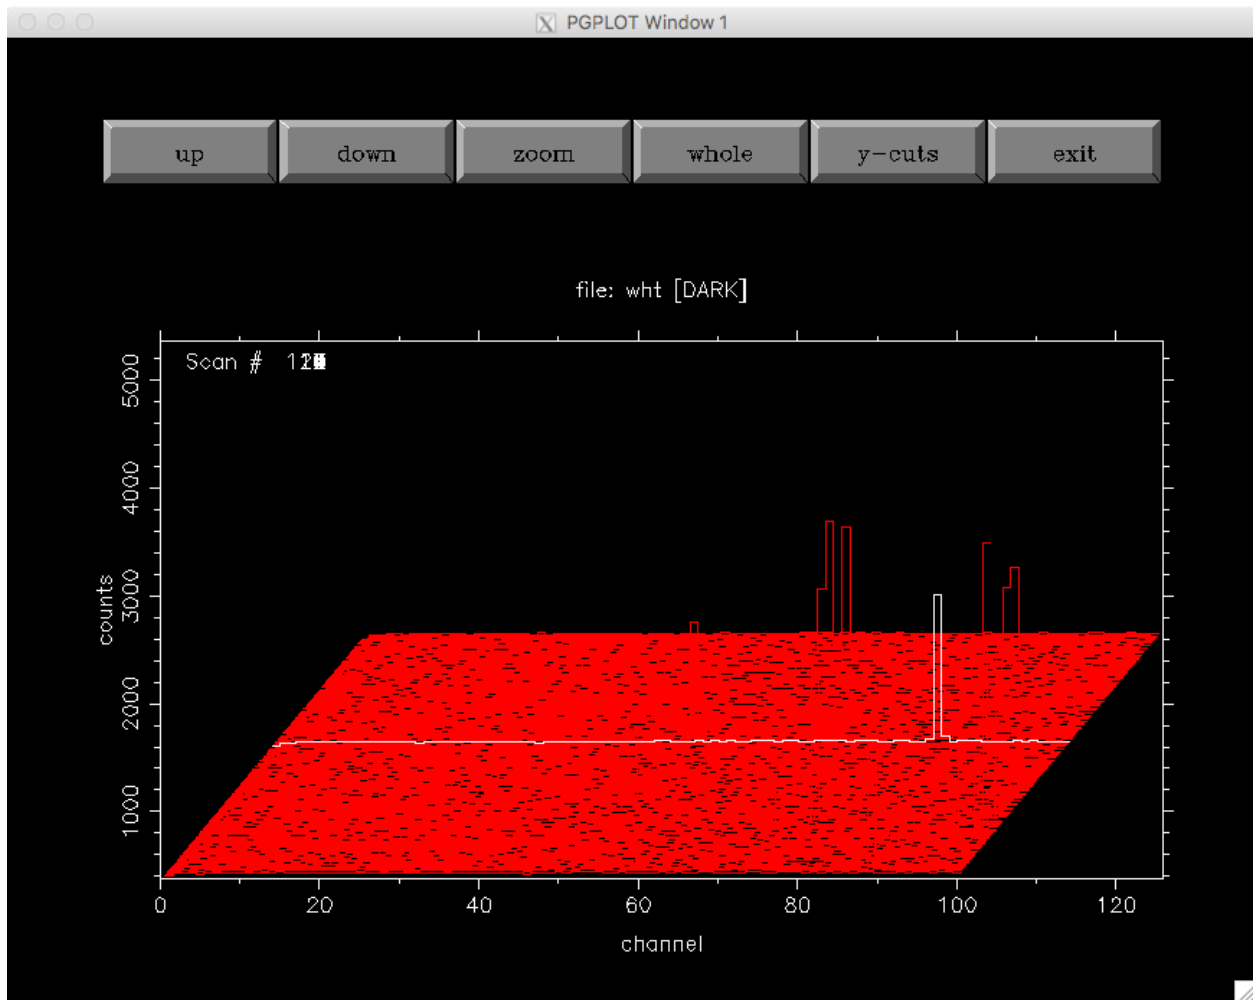 PGPLOT Window 1
up down zoom whole y-cuts exit
file: wht [DARK]
Scan #
5000
4000
3000
2000
1000
counts
0 20 40 60 80 100 120
channel